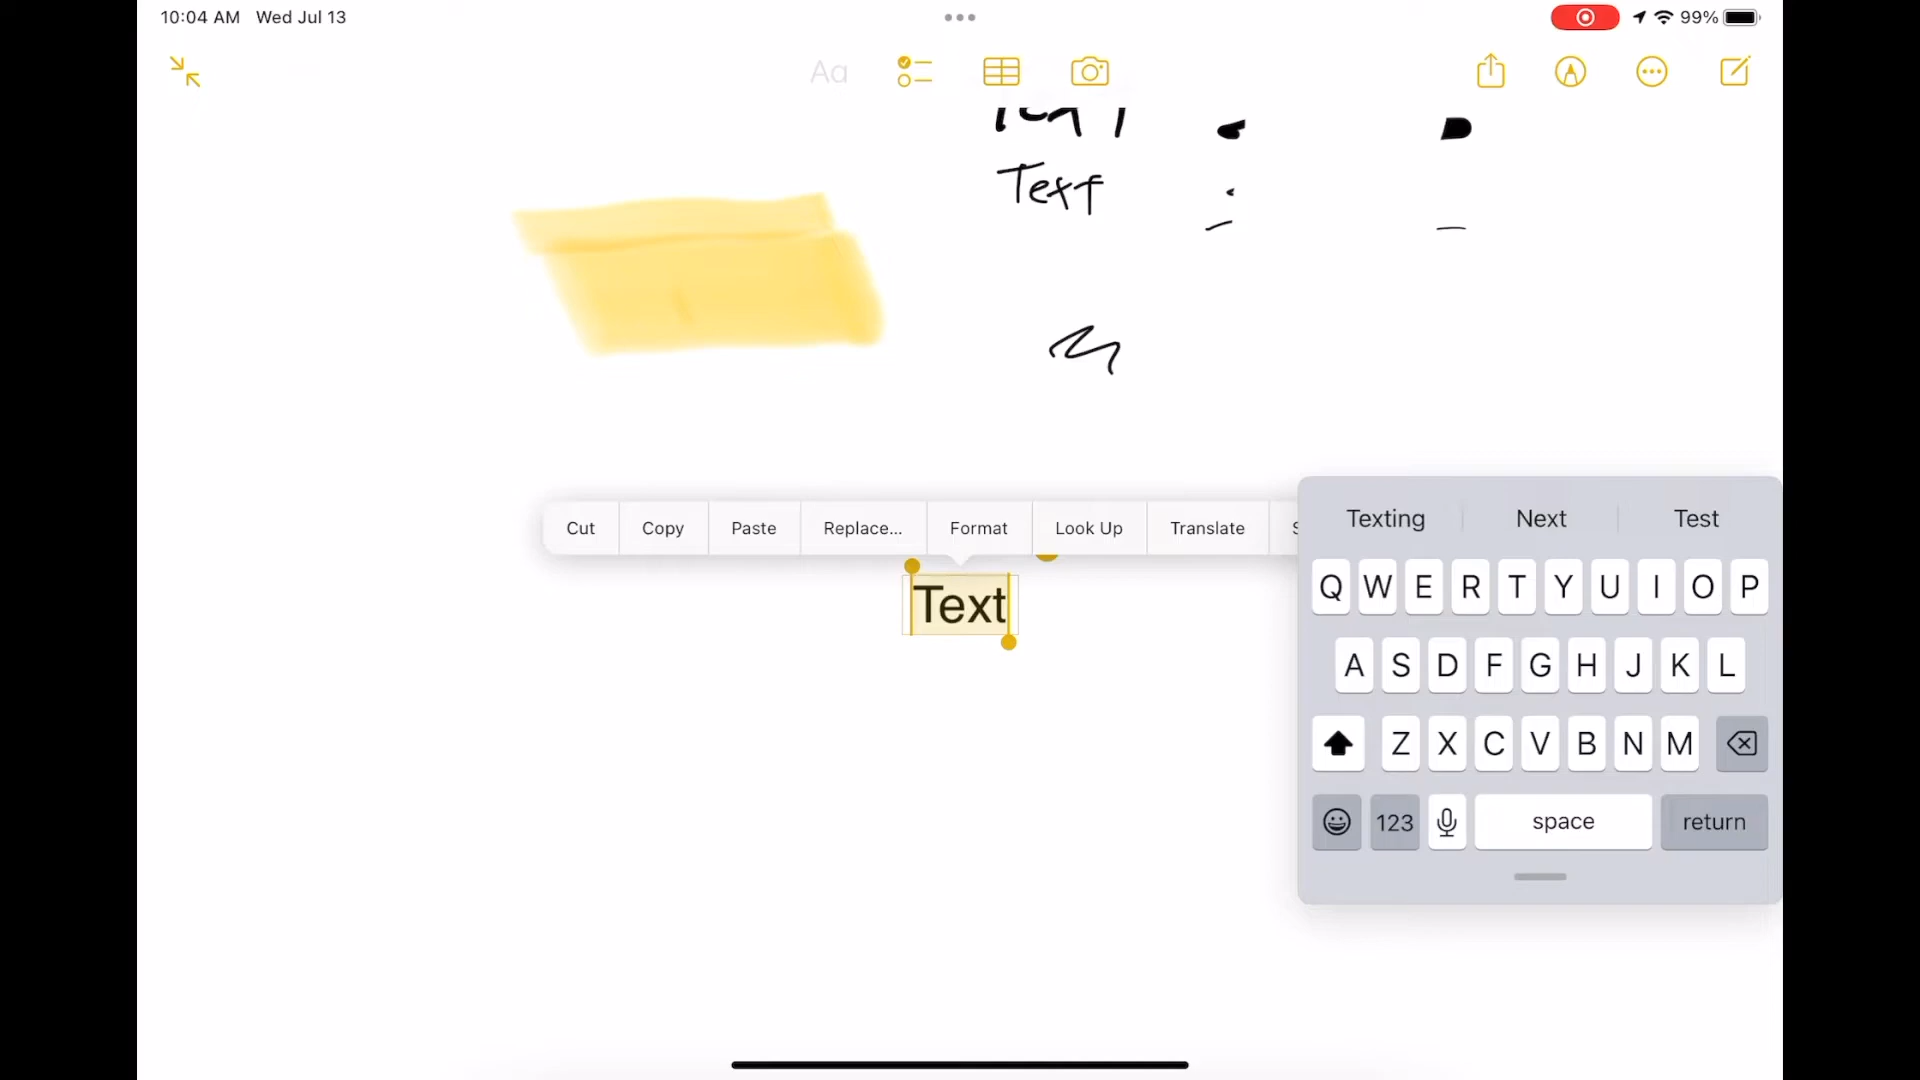 10:04 AM Wed Jul 13 99%
Aa
Text
Text
Cut Copy Paste Replace... Format Look Up Translate S
Text
Texting Next Test
Q W E R T Y U I O P
A S D F G H J K L
Z X C V B N M
123 space return